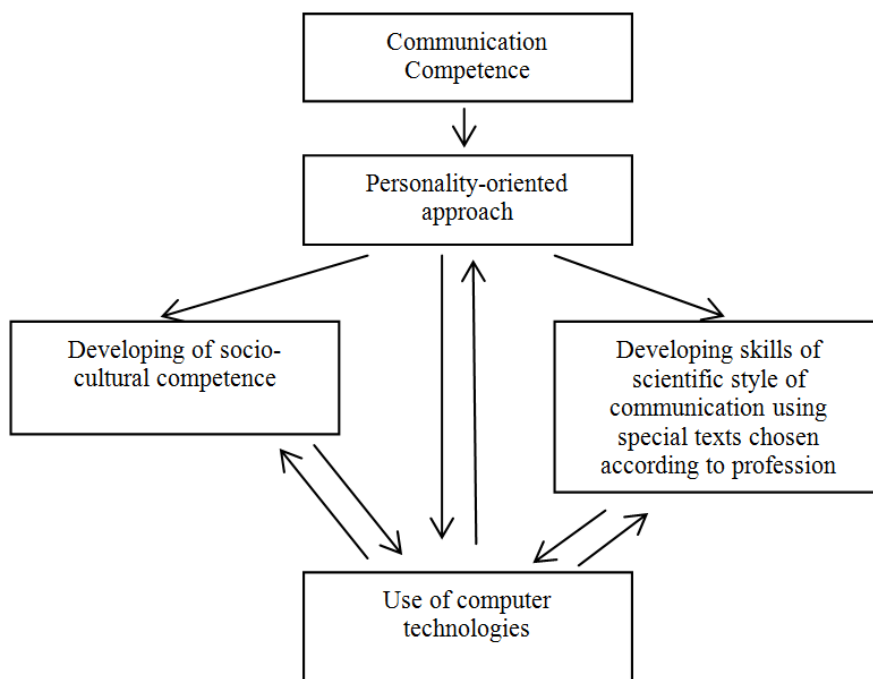 Communication
Competence
Personality-oriented
approach
Developing of socio-
cultural competence
Developing skills of
scientific style of
communication using
special texts chosen
according to profession
Use of computer
technologies